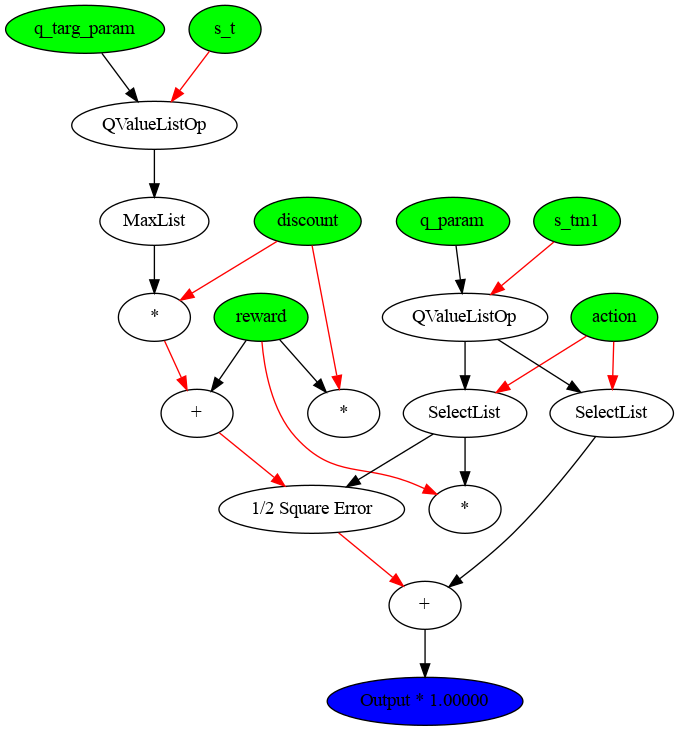 q_targ_param
s_t
QValueListOp
MaxList
discount
q_param
s_tm1
*
reward
QValueListOp
action
+
*
SelectList
SelectList
1/2 Square Error
*
+
Output * 1.00000